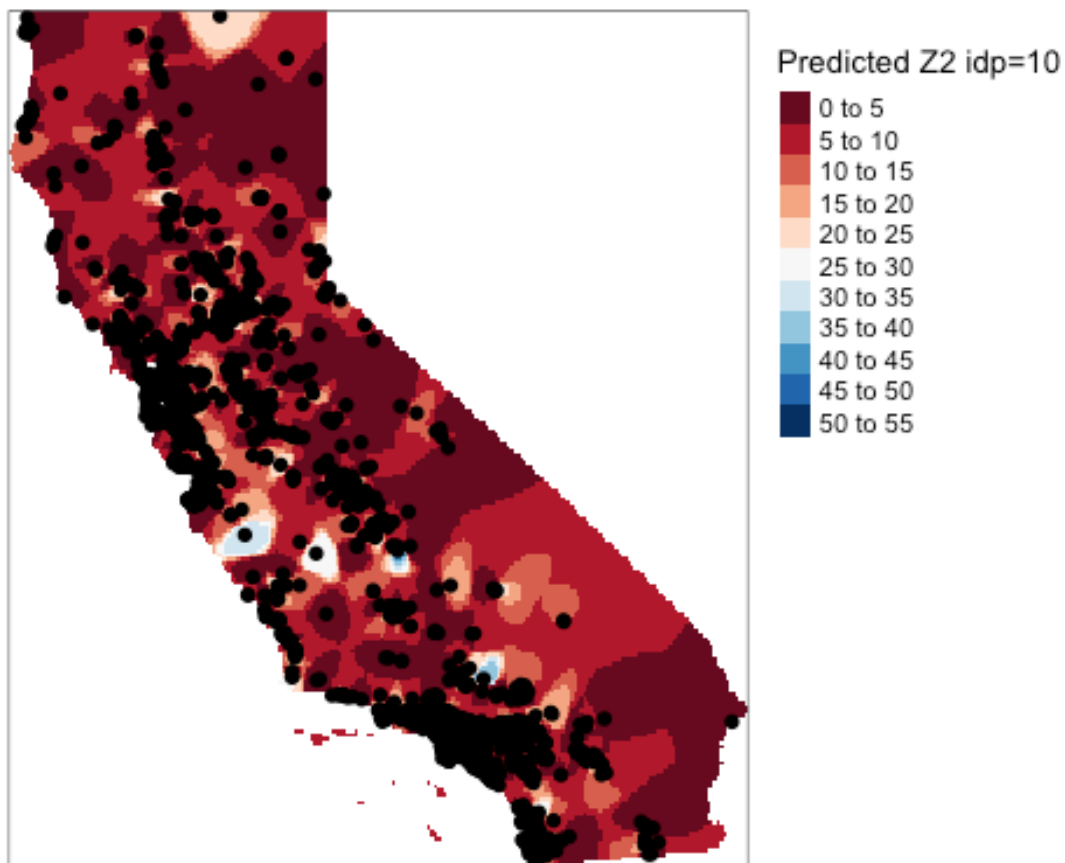 Predicted Z2 idp=10
0 to 5
5 to 10
10 to 15
15 to 20
20 to 25
25 to 30
30 to 35
35 to 40
40 to 45
45 to 50
50 to 55